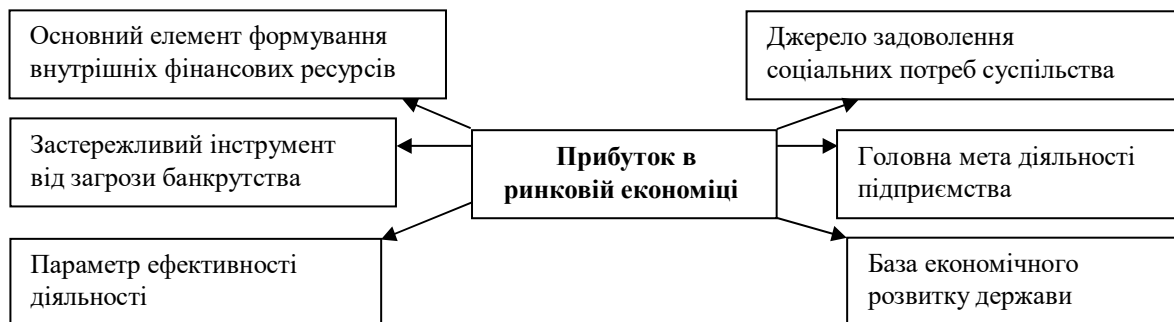 Основний елемент формування
внутрішніх фінансових ресурсів
Джерело задоволення
соціальних потреб суспільства
Застережливий інструмент
від загрози банкрутства
Прибуток в
ринковій економіці
Головна мета діяльності
підприємства
Параметр ефективності
діяльності
База економічного
розвитку держави